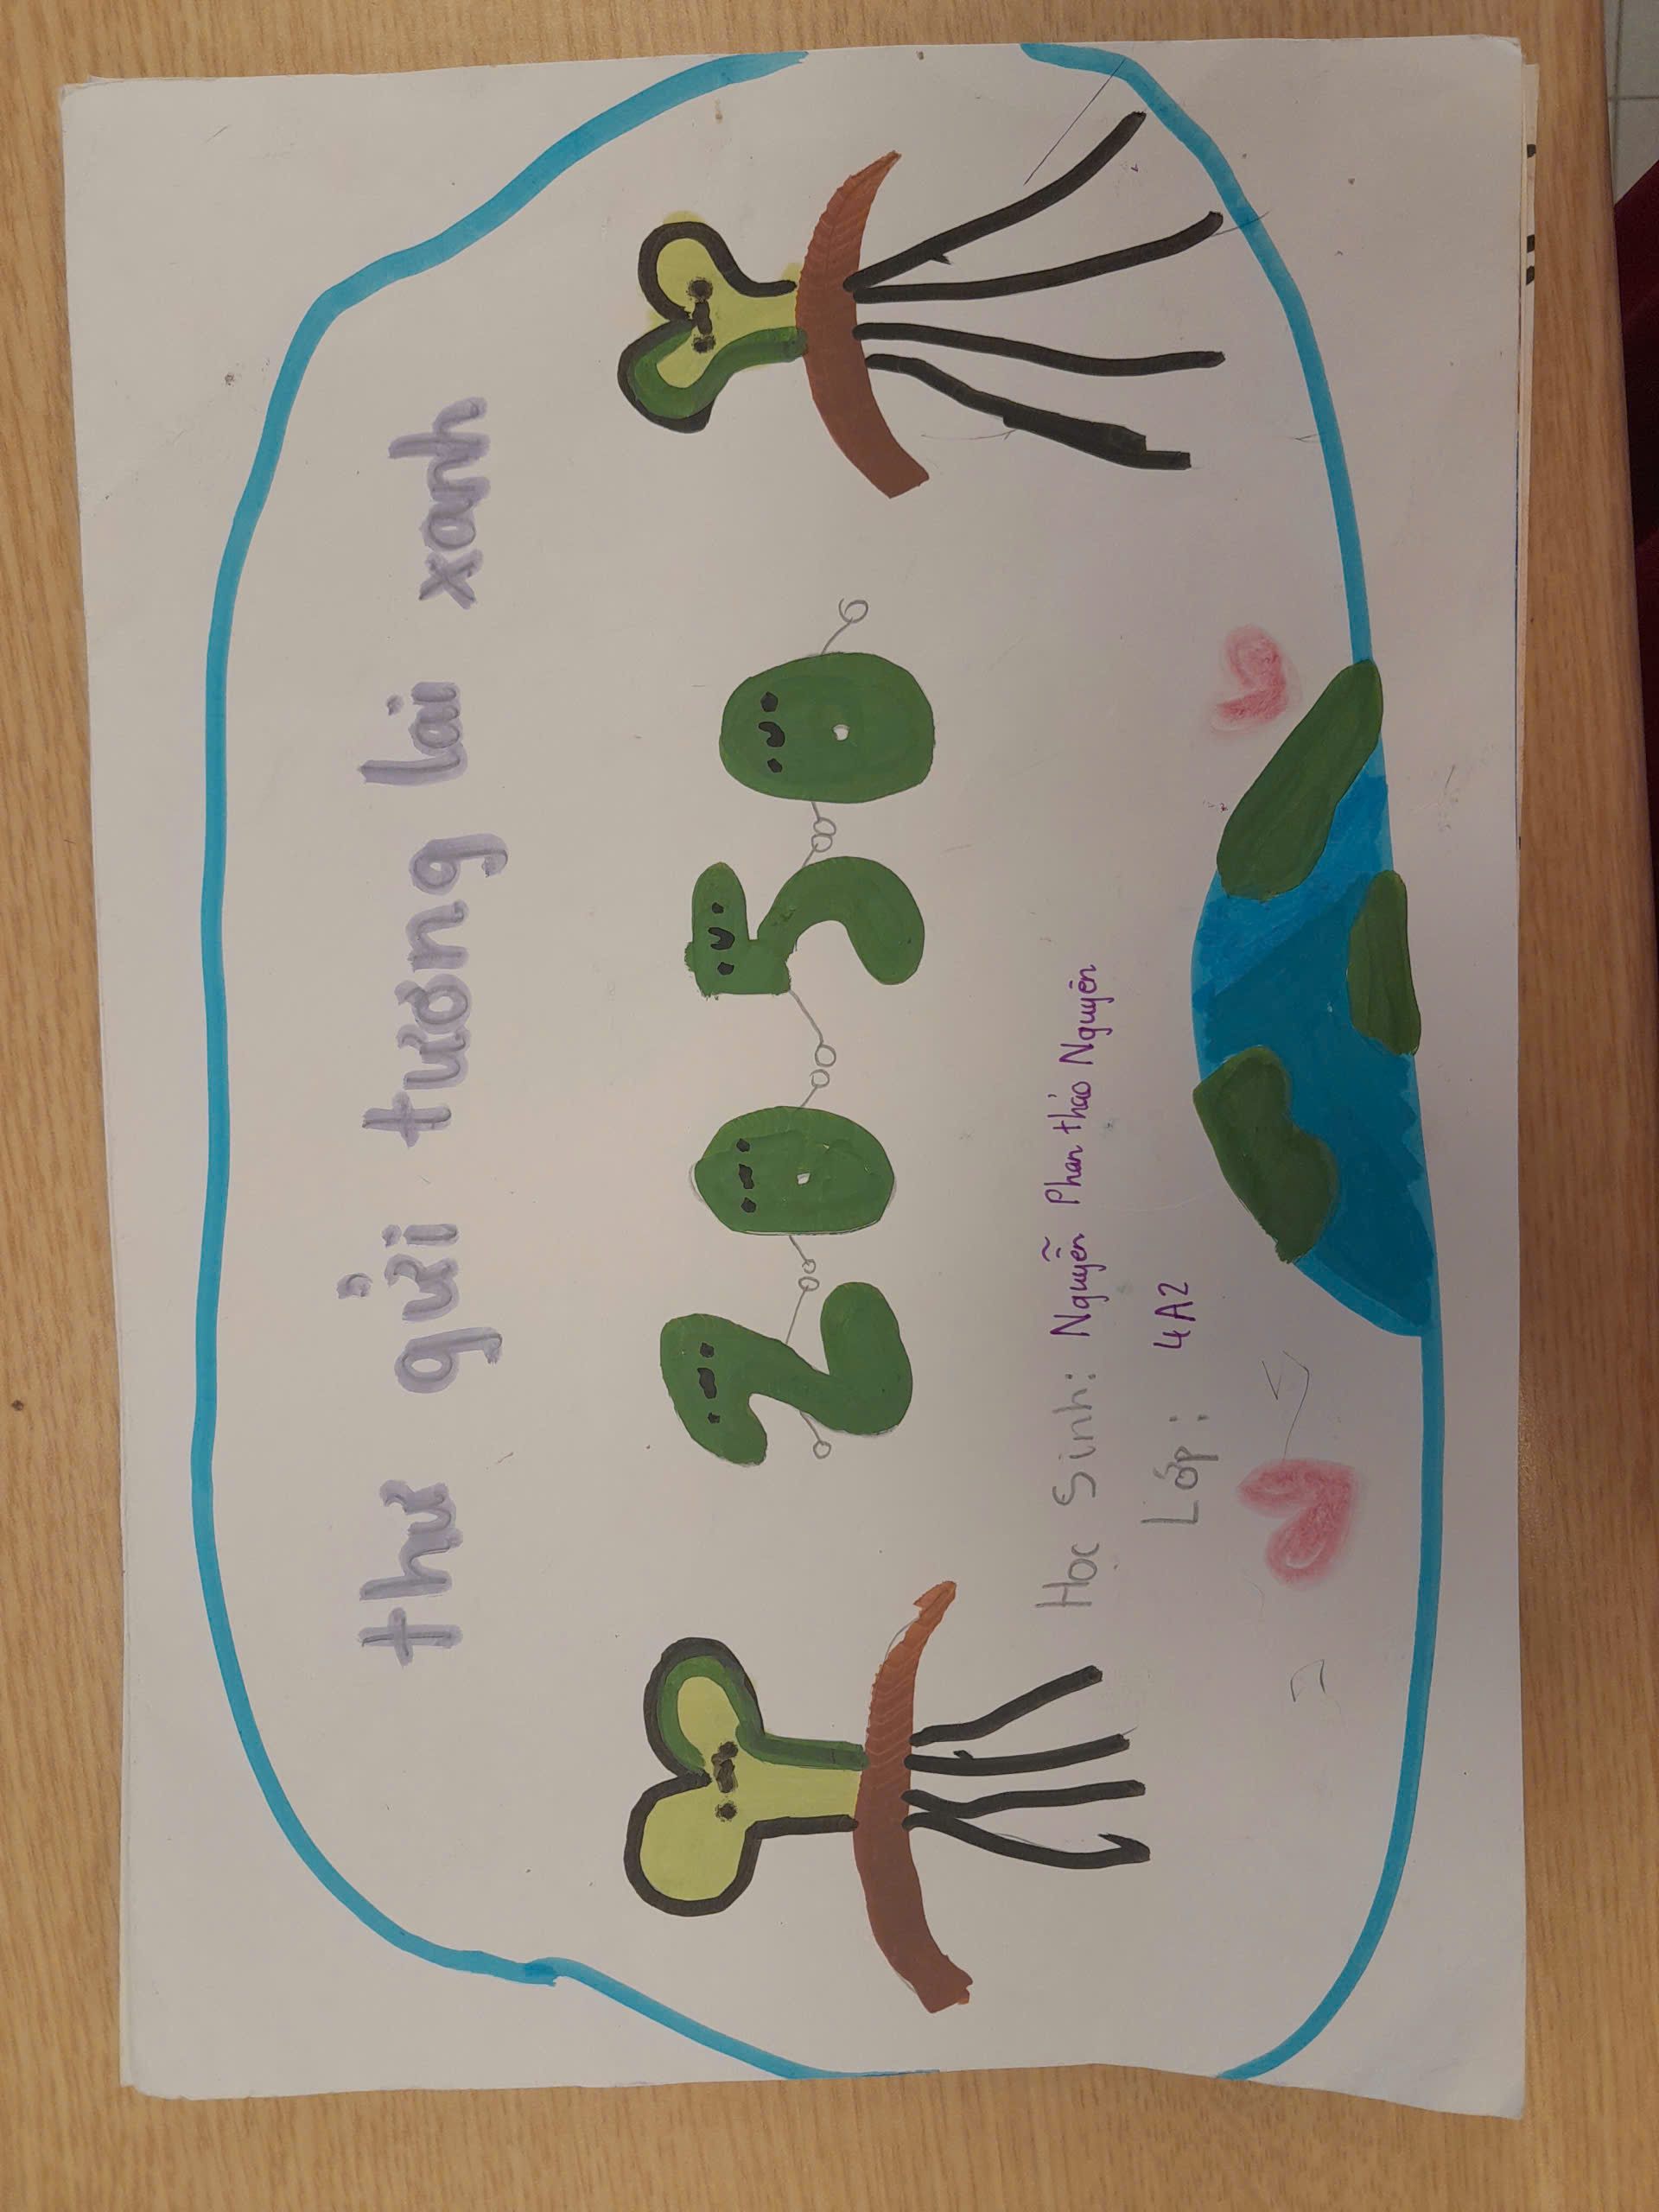 thư gửi tương lai xanh
2050
Học Sinh: Nguyễn Phan thảo Nguyên
Lớp: 4A2